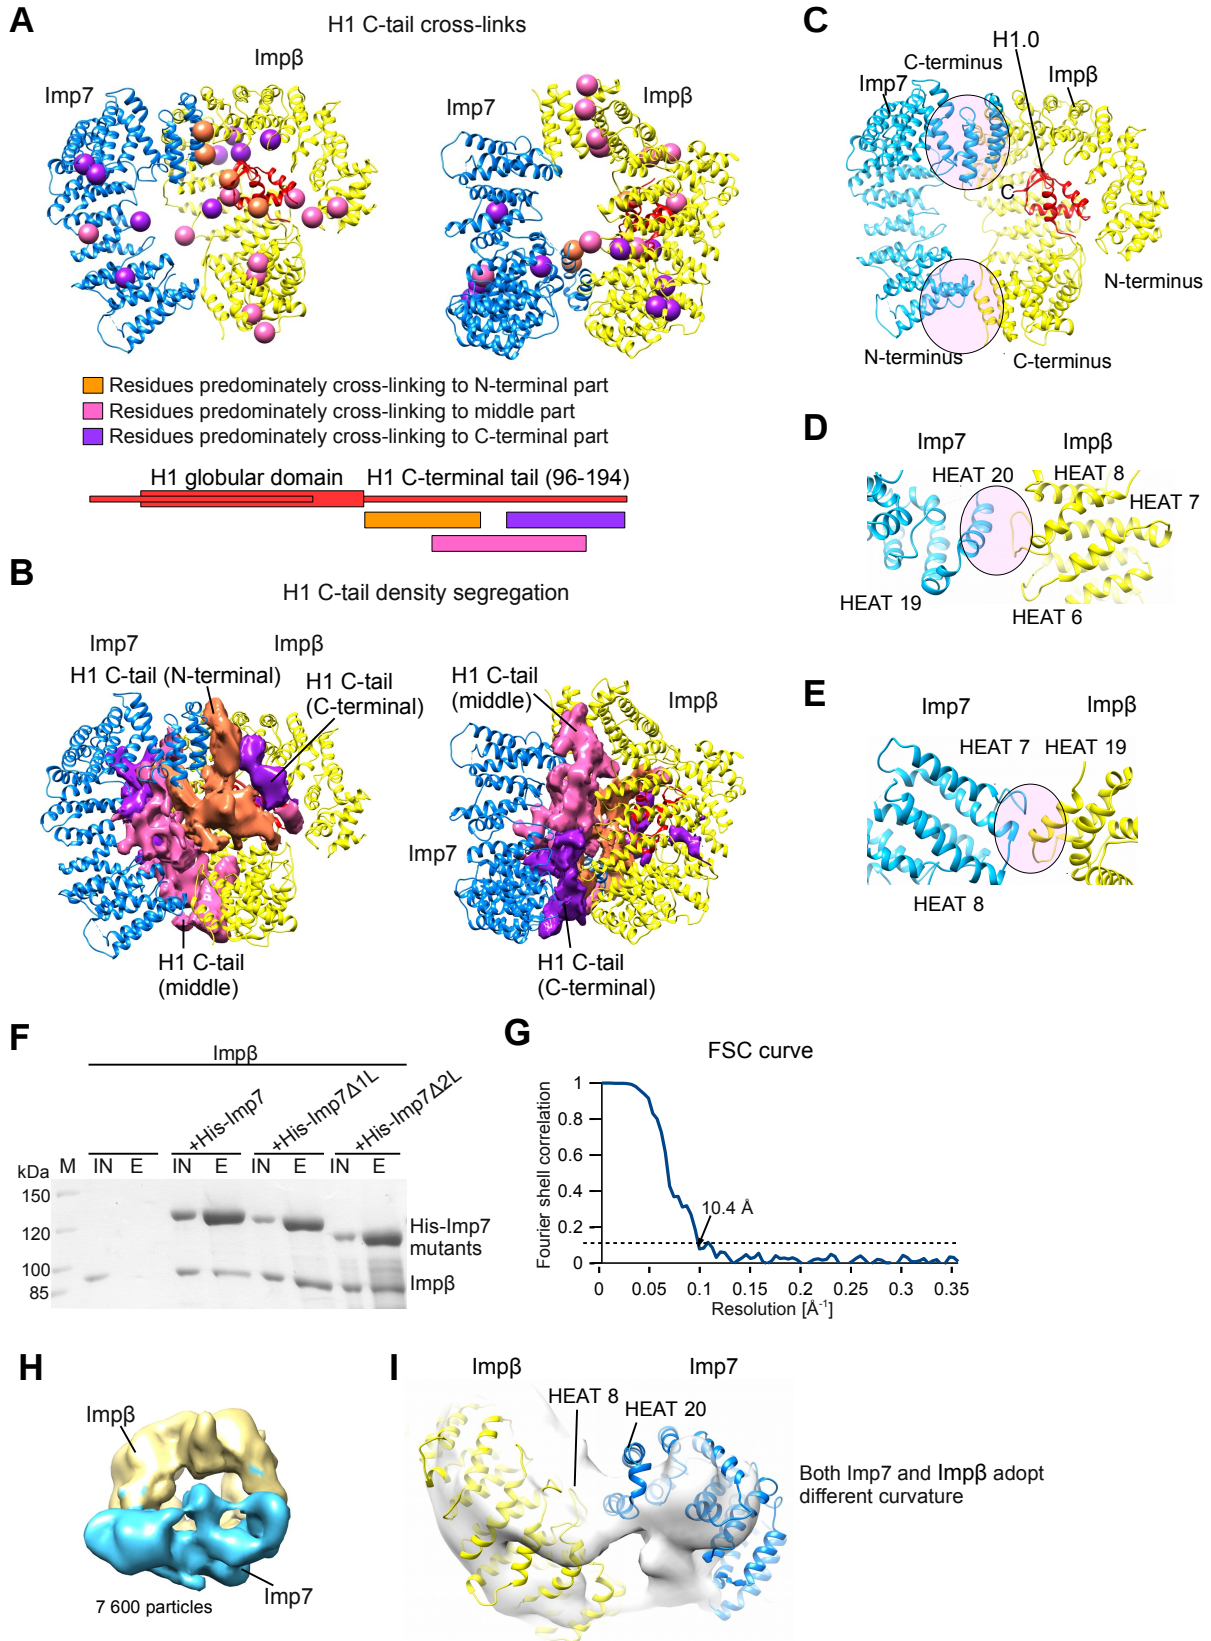 A
H1 C-tail cross-links
Impβ
Imp7
Imp7
Impβ
Residues predominately cross-linking to N-terminal part
Residues predominately cross-linking to middle part
Residues predominately cross-linking to C-terminal part
H1 globular domain
H1 C-terminal tail (96-194)
B
H1 C-tail density segregation
Imp7
Impβ
H1 C-tail (N-terminal)
H1 C-tail
(C-terminal)
H1 C-tail
(middle)
H1 C-tail
(middle)
Impβ
Imp7
H1 C-tail
(C-terminal)
C
H1.0
C-terminus
Imp7
Impβ
C
N-terminus
N-terminus
C-terminus
D
Imp7
Impβ
HEAT 20
HEAT 8
HEAT 7
HEAT 19
HEAT 6
E
Imp7
Impβ
HEAT 7
HEAT 19
HEAT 8
F
Impβ
+His-Imp7
+His-Imp7Δ1L
+His-Imp7Δ2L
kDa M IN E IN E IN E IN E
150
120
100
85
His-Imp7
mutants
Impβ
G
FSC curve
Fourier shell correlation
1
0.8
0.6
0.4
0.2
0
10.4 Å
0 0.05 0.1 0.15 0.2 0.25 0.3 0.35
Resolution [Å⁻¹]
H
Impβ
Imp7
7 600 particles
I
Impβ
Imp7
HEAT 8
HEAT 20
Both Imp7 and Impβ adopt
different curvature